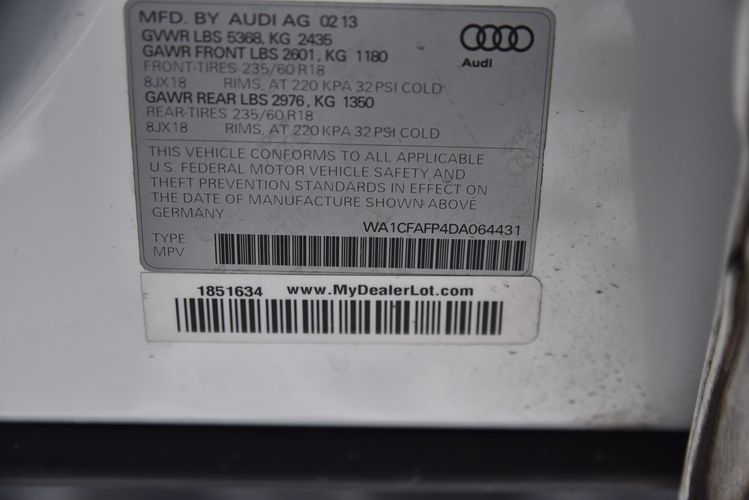 MFD. BY AUDI AG 02 13
GVWR LBS 5368, KG 2435
GAWR FRONT LBS 2601, KG 1180
FRONT-TIRES 235/60 R18
8JX18 RIMS, AT 220 KPA 32 PSI COLD
GAWR REAR LBS 2976, KG 1350
REAR-TIRES 235/60 R18
8JX18 RIMS, AT 220 KPA 32 PSI COLD
Audi
THIS VEHICLE CONFORMS TO ALL APPLICABLE
U.S. FEDERAL MOTOR VEHICLE SAFETY AND
THEFT PREVENTION STANDARDS IN EFFECT ON
THE DATE OF MANUFACTURE SHOWN ABOVE
GERMANY
WA1CFAFP4DA064431
TYPE:
MPV
1851634 www.MyDealerLot.com